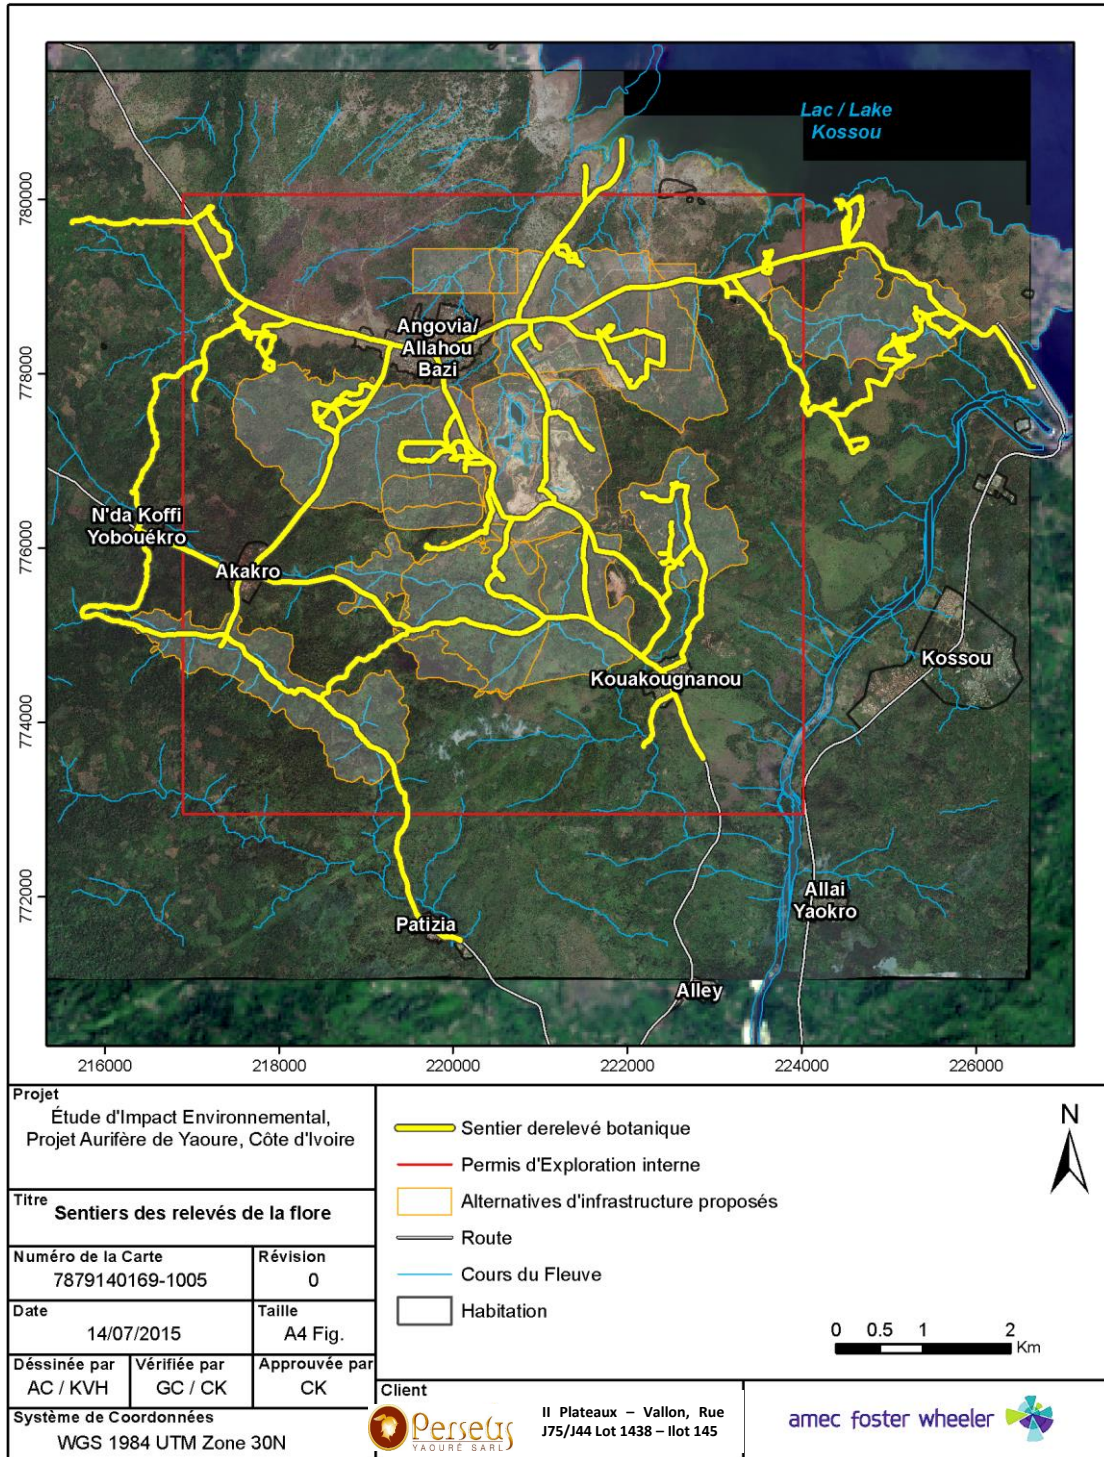 Lac / Lake
Kossou
780000
778000
776000
774000
772000
Angovia/
Allahou
Bazi
N'da Koffi
Yobouékro
Akakro
Kossou
Kouakougnanou
Allai
Yaokro
Patizia
Alley
216000
218000
220000
222000
224000
226000
Projet
Étude d'Impact Environnemental,
Projet Aurifère de Yaoure, Côte d'Ivoire
Titre
Sentiers des relevés de la flore
Numéro de la Carte
7879140169-1005
Révision
0
Date
14/07/2015
Taille
A4 Fig.
Déssinée par
AC / KVH
Vérifiée par
GC / CK
Approuvée par
CK
Système de Coordonnées
WGS 1984 UTM Zone 30N
Sentier derelevé botanique
Permis d'Exploration interne
Alternatives d'infrastructure proposés
Route
Cours du Fleuve
Habitation
N
0 0.5 1 2
Km
Client
Perseus
YAOURÉ SARL
II Plateaux – Vallon, Rue
J75/J44 Lot 1438 – Ilot 145
amec foster wheeler